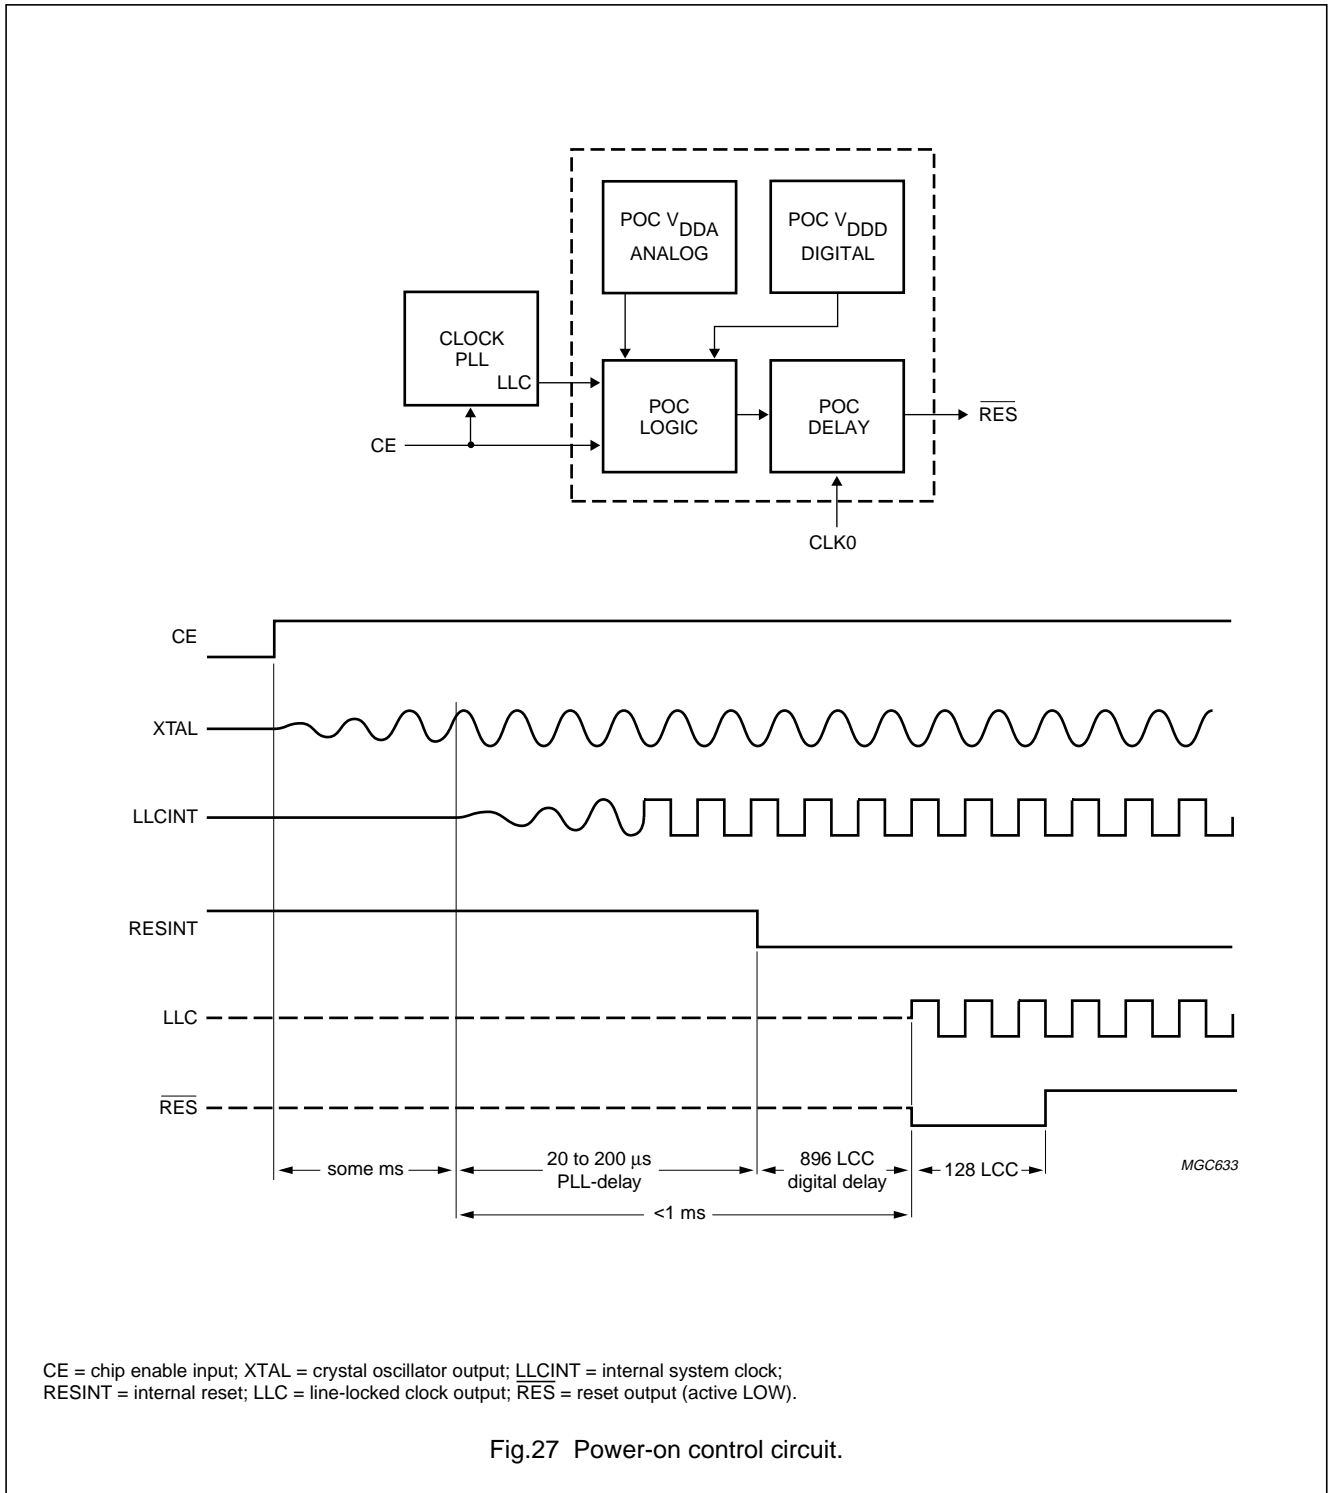 POC VDDA
ANALOG
POC VDDD
DIGITAL
CLOCK
PLL
LLC
POC
LOGIC
POC
DELAY
RES
CE
CLK0
CE
XTAL
LLCINT
RESINT
LLC
RES
some ms
20 to 200 μs
PLL-delay
896 LCC
digital delay
128 LCC
<1 ms
MGC633
CE = chip enable input; XTAL = crystal oscillator output; LLCINT = internal system clock;
RESINT = internal reset; LLC = line-locked clock output; RES = reset output (active LOW).
Fig.27 Power-on control circuit.